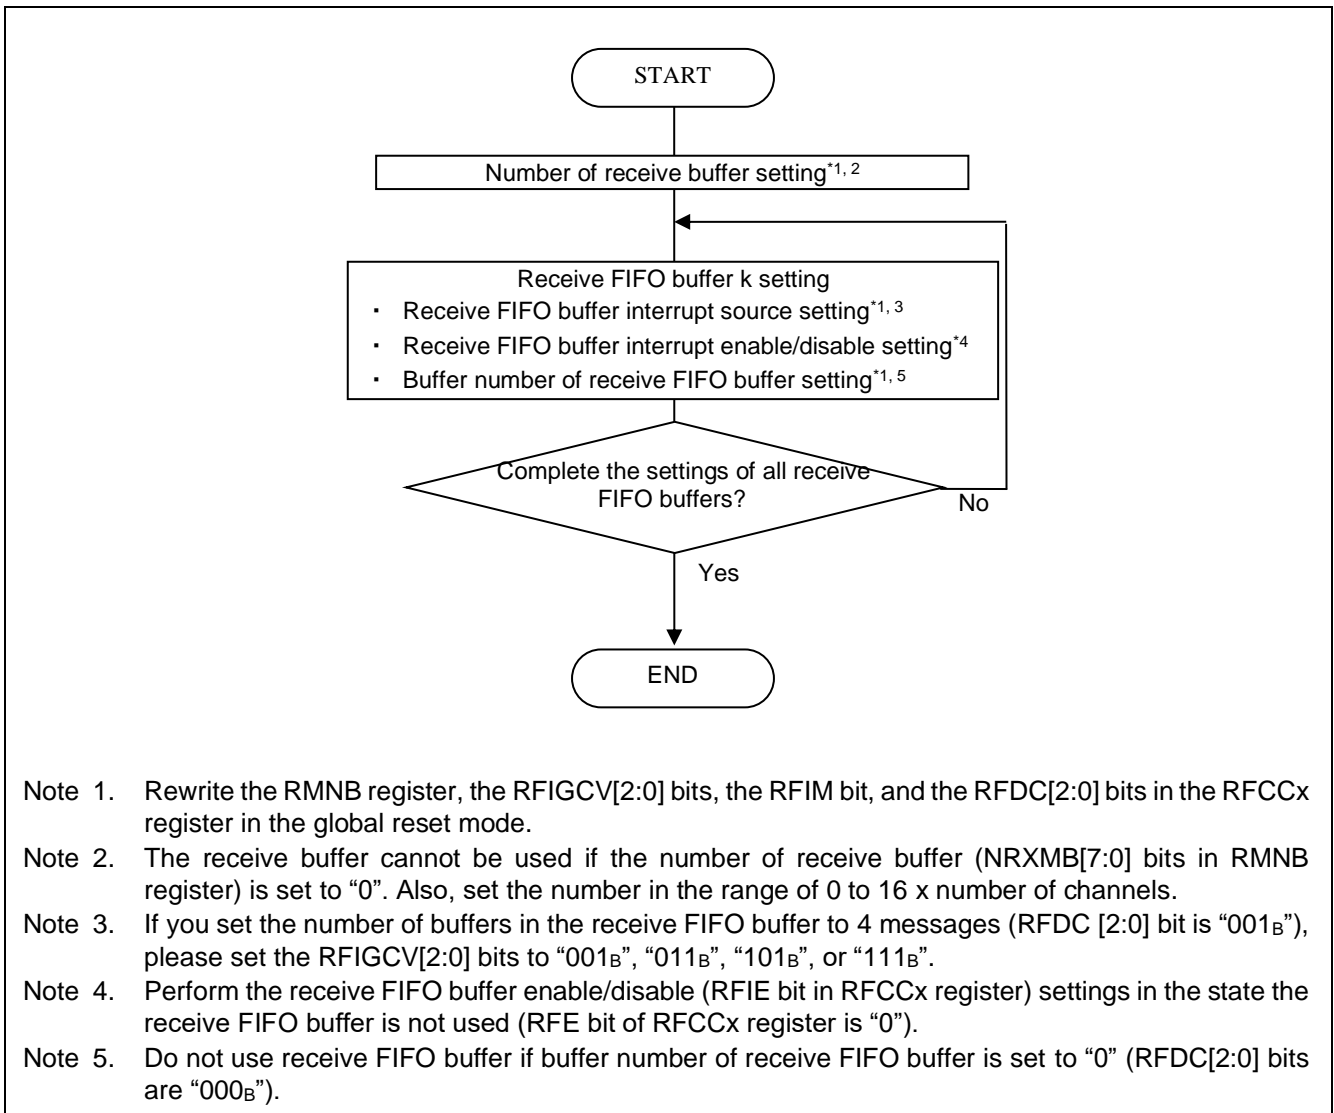 START
Number of receive buffer setting*1, 2
Receive FIFO buffer k setting
・ Receive FIFO buffer interrupt source setting*1, 3
・ Receive FIFO buffer interrupt enable/disable setting*4
・ Buffer number of receive FIFO buffer setting*1, 5
Complete the settings of all receive
FIFO buffers?
No
Yes
END
Note 1. Rewrite the RMNB register, the RFIGCV[2:0] bits, the RFIM bit, and the RFDC[2:0] bits in the RFCCx
register in the global reset mode.
Note 2. The receive buffer cannot be used if the number of receive buffer (NRXMB[7:0] bits in RMNB
register) is set to “0”. Also, set the number in the range of 0 to 16 x number of channels.
Note 3. If you set the number of buffers in the receive FIFO buffer to 4 messages (RFDC [2:0] bit is “001B”),
please set the RFIGCV[2:0] bits to “001B”, “011B”, “101B”, or “111B”.
Note 4. Perform the receive FIFO buffer enable/disable (RFIE bit in RFCCx register) settings in the state the
receive FIFO buffer is not used (RFE bit of RFCCx register is “0”).
Note 5. Do not use receive FIFO buffer if buffer number of receive FIFO buffer is set to “0” (RFDC[2:0] bits
are “000B”).